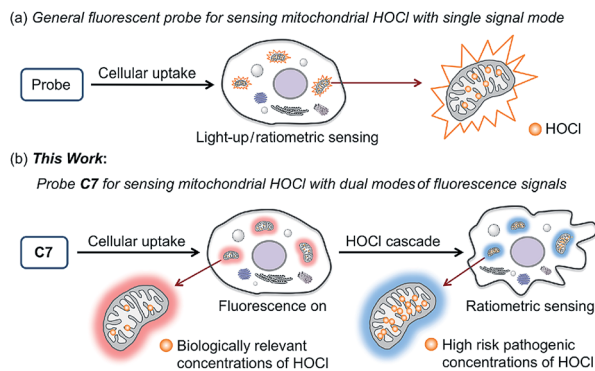 (a) General fluorescent probe for sensing mitochondrial HOCl with single signal mode
Probe
Cellular uptake
Light-up/ratiometric sensing
HOCl
(b) This Work:
Probe C7 for sensing mitochondrial HOCl with dual modes of fluorescence signals
C7
Cellular uptake
HOCl cascade
Fluorescence on
Ratiometric sensing
Biologically relevant
concentrations of HOCl
High risk pathogenic
concentrations of HOCl